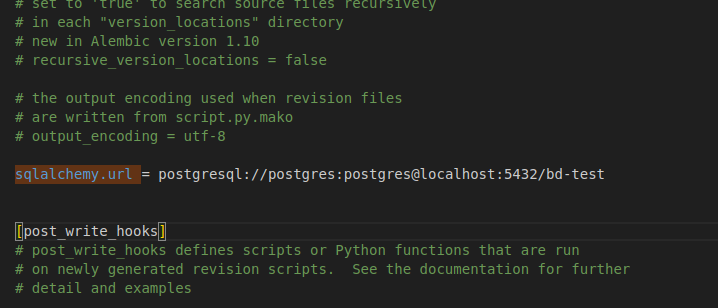 # set to 'true' to search source files recursively
# in each "version_locations" directory
# new in Alembic version 1.10
# recursive_version_locations = false
# the output encoding used when revision files
# are written from script.py.mako
# output_encoding = utf-8
sqlalchemy.url = postgresql://postgres:postgres@localhost:5432/bd-test
[post_write_hooks]
# post_write_hooks defines scripts or Python functions that are run
# on newly generated revision scripts.  See the documentation for further
# detail and examples